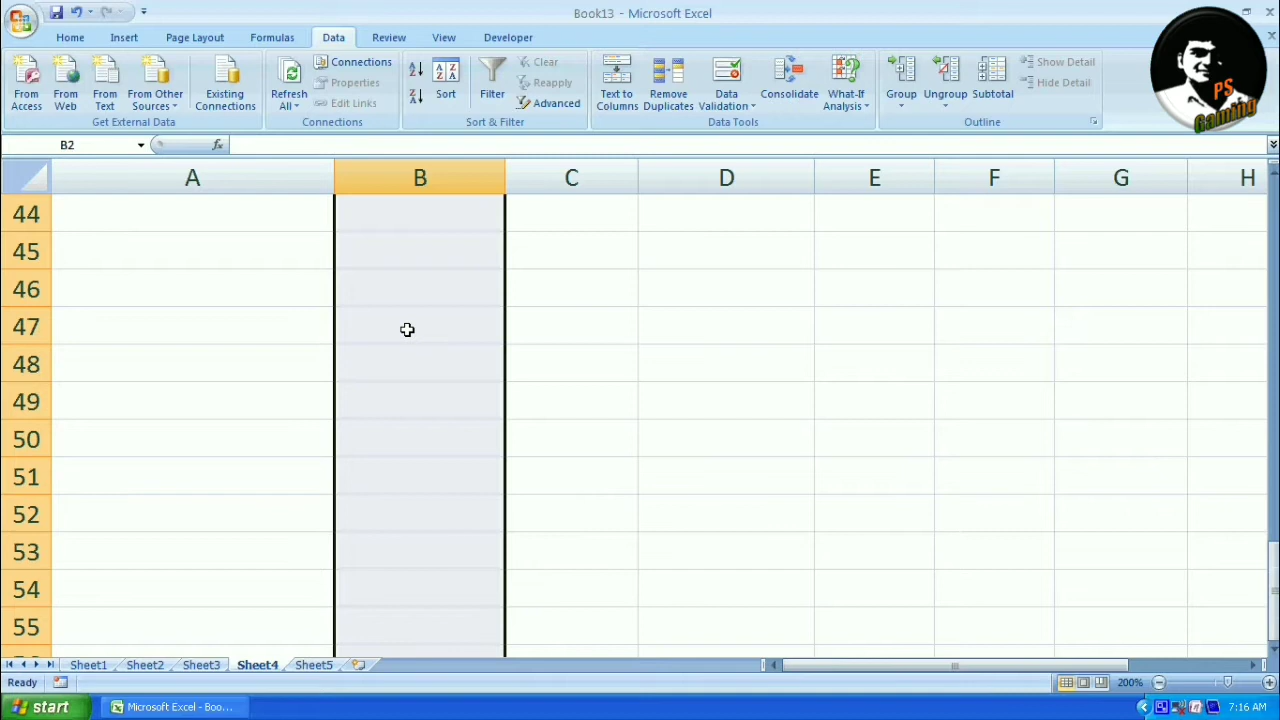 Book13 - Microsoft Excel
Home Insert Page Layout Formulas Data Review View Developer
From Access
From Web
From Text
From Other Sources
Existing Connections
Get External Data
Refresh All
Connections
Properties
Edit Links
Connections
Sort
Filter
Clear
Reapply
Advanced
Sort & Filter
Text to Columns
Remove Duplicates
Data Validation
Consolidate
What-If Analysis
Data Tools
Group
Ungroup
Subtotal
Show Detail
Hide Detail
Outline
PS
Gaming
B2 fx
A B C D E F G H
44
45
46
47
48
49
50
51
52
53
54
55
Sheet1 Sheet2 Sheet3 Sheet4 Sheet5
Ready 200%
start Microsoft Excel - Boo... 7:16 AM